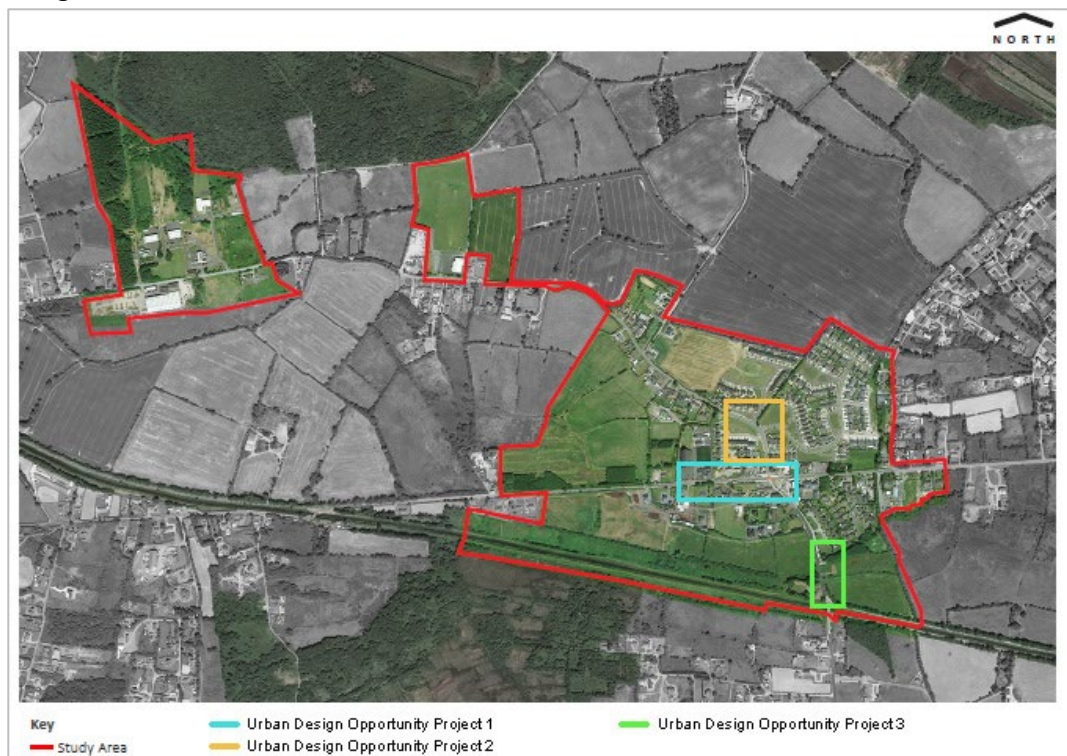 NORTH
Key
Urban Design Opportunity Project 1
Urban Design Opportunity Project 3
Study Area
Urban Design Opportunity Project 2